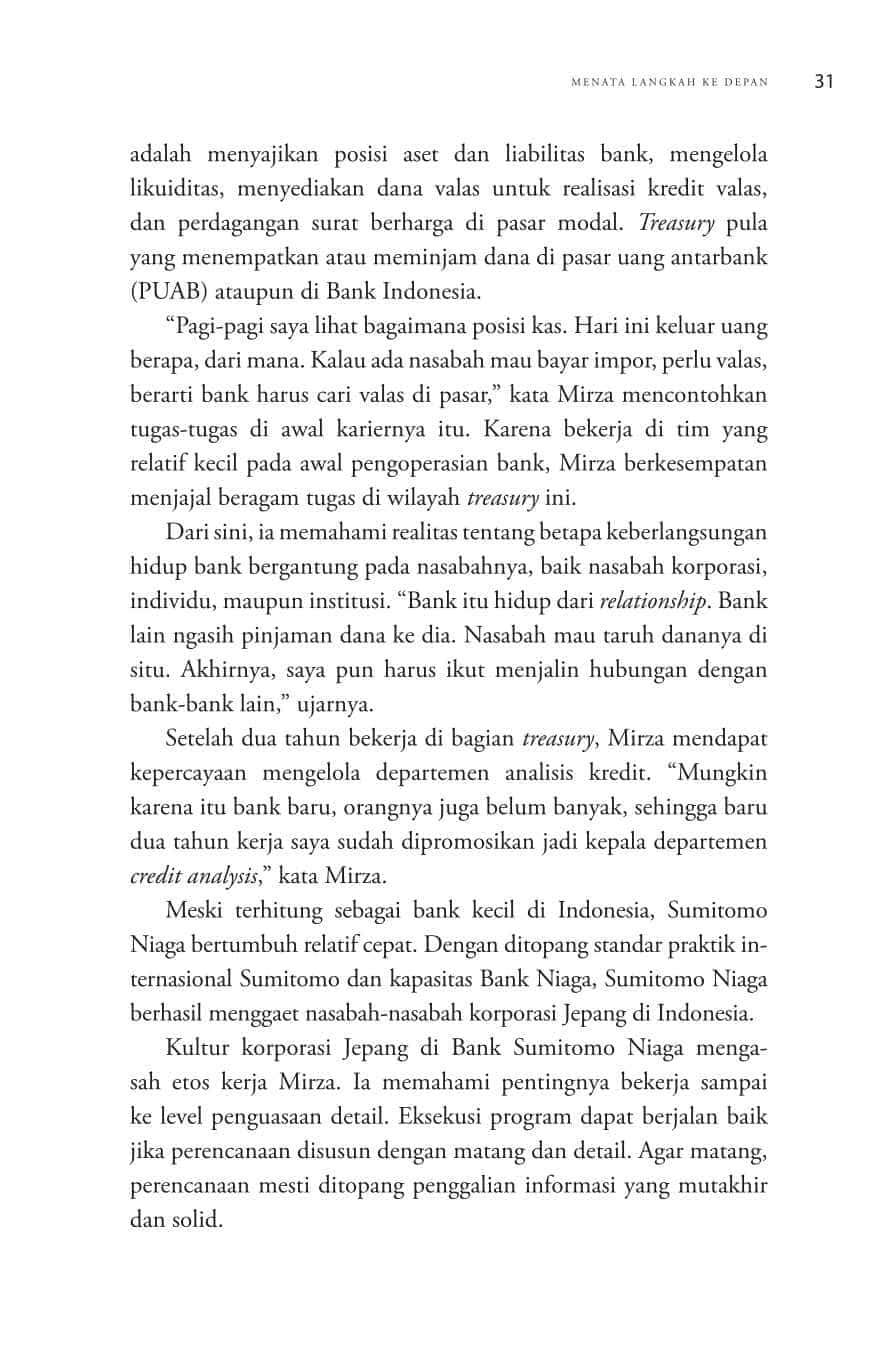 MENATA LANGKAH KE DEPAN 31
adalah menyajikan posisi aset dan liabilitas bank, mengelola
likuiditas, menyediakan dana valas untuk realisasi kredit valas,
dan perdagangan surat berharga di pasar modal. Treasury pula
yang menempatkan atau meminjam dana di pasar uang antarbank
(PUAB) ataupun di Bank Indonesia.
“Pagi-pagi saya lihat bagaimana posisi kas. Hari ini keluar uang
berapa, dari mana. Kalau ada nasabah mau bayar impor, perlu valas,
berarti bank harus cari valas di pasar,” kata Mirza mencontohkan
tugas-tugas di awal kariernya itu. Karena bekerja di tim yang
relatif kecil pada awal pengoperasian bank, Mirza berkesempatan
menjajal beragam tugas di wilayah treasury ini.
Dari sini, ia memahami realitas tentang betapa keberlangsungan
hidup bank bergantung pada nasabahnya, baik nasabah korporasi,
individu, maupun institusi. “Bank itu hidup dari relationship. Bank
lain ngasih pinjaman dana ke dia. Nasabah mau taruh dananya di
situ. Akhirnya, saya pun harus ikut menjalin hubungan dengan
bank-bank lain,” ujarnya.
Setelah dua tahun bekerja di bagian treasury, Mirza mendapat
kepercayaan mengelola departemen analisis kredit. “Mungkin
karena itu bank baru, orangnya juga belum banyak, sehingga baru
dua tahun kerja saya sudah dipromosikan jadi kepala departemen
credit analysis,” kata Mirza.
Meski terhitung sebagai bank kecil di Indonesia, Sumitomo
Niaga bertumbuh relatif cepat. Dengan ditopang standar praktik in-
ternasional Sumitomo dan kapasitas Bank Niaga, Sumitomo Niaga
berhasil menggaet nasabah-nasabah korporasi Jepang di Indonesia.
Kultur korporasi Jepang di Bank Sumitomo Niaga menga-
sah etos kerja Mirza. Ia memahami pentingnya bekerja sampai
ke level penguasaan detail. Eksekusi program dapat berjalan baik
jika perencanaan disusun dengan matang dan detail. Agar matang,
perencanaan mesti ditopang penggalian informasi yang mutakhir
dan solid.